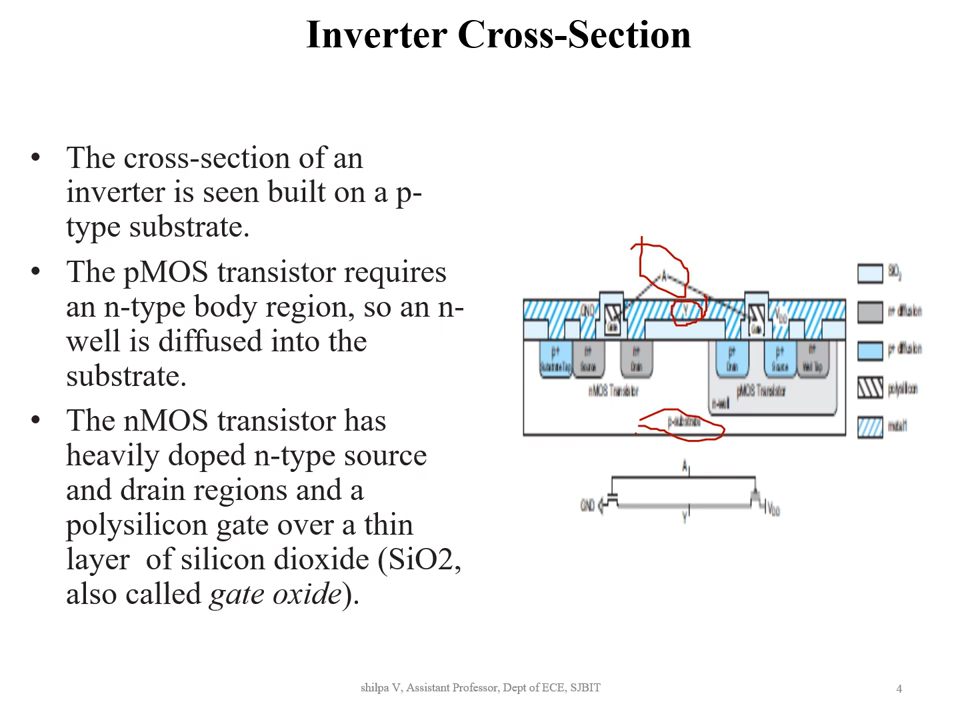 Inverter Cross-Section
• The cross-section of an
inverter is seen built on a p-
type substrate.
• The pMOS transistor requires
an n-type body region, so an n-
well is diffused into the
substrate.
• The nMOS transistor has
heavily doped n-type source
and drain regions and a
polysilicon gate over a thin
layer of silicon dioxide (SiO2,
also called gate oxide).
A
SiO2
GND Y VDD
Gate Gate
n+ diffusion
p+ n+ n+ p+ p+ n+
Substrate Tap Source Drain Drain Source Well Tap
p+ diffusion
nMOS Transistor pMOS Transistor
polysilicon
n-well
p-substrate
metal1
A
GND VDD
Y
shilpa V, Assistant Professor, Dept of ECE, SJBIT
4